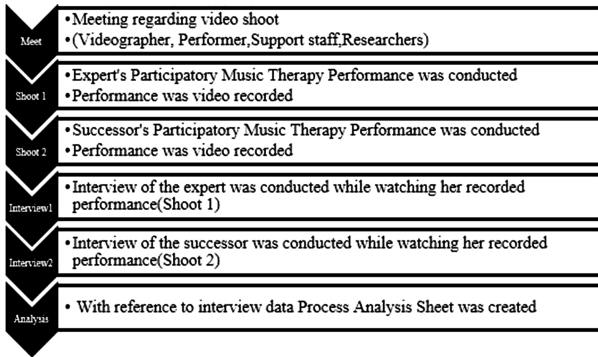 Meet
•Meeting regarding video shoot
•(Videographer, Performer,Support staff,Researchers)
Shoot 1
•Expert's Participatory Music Therapy Performance was conducted
•Performance was video recorded
Shoot 2
•Successor's Participatory Music Therapy Performance was conducted
•Performance was video recorded
Interview1
•Interview of the expert was conducted while watching her recorded
performance(Shoot 1)
Interview2
•Interview of the successor was conducted while watching her recorded
performance(Shoot 2)
Analysis
• With reference to interview data Process Analysis Sheet was created